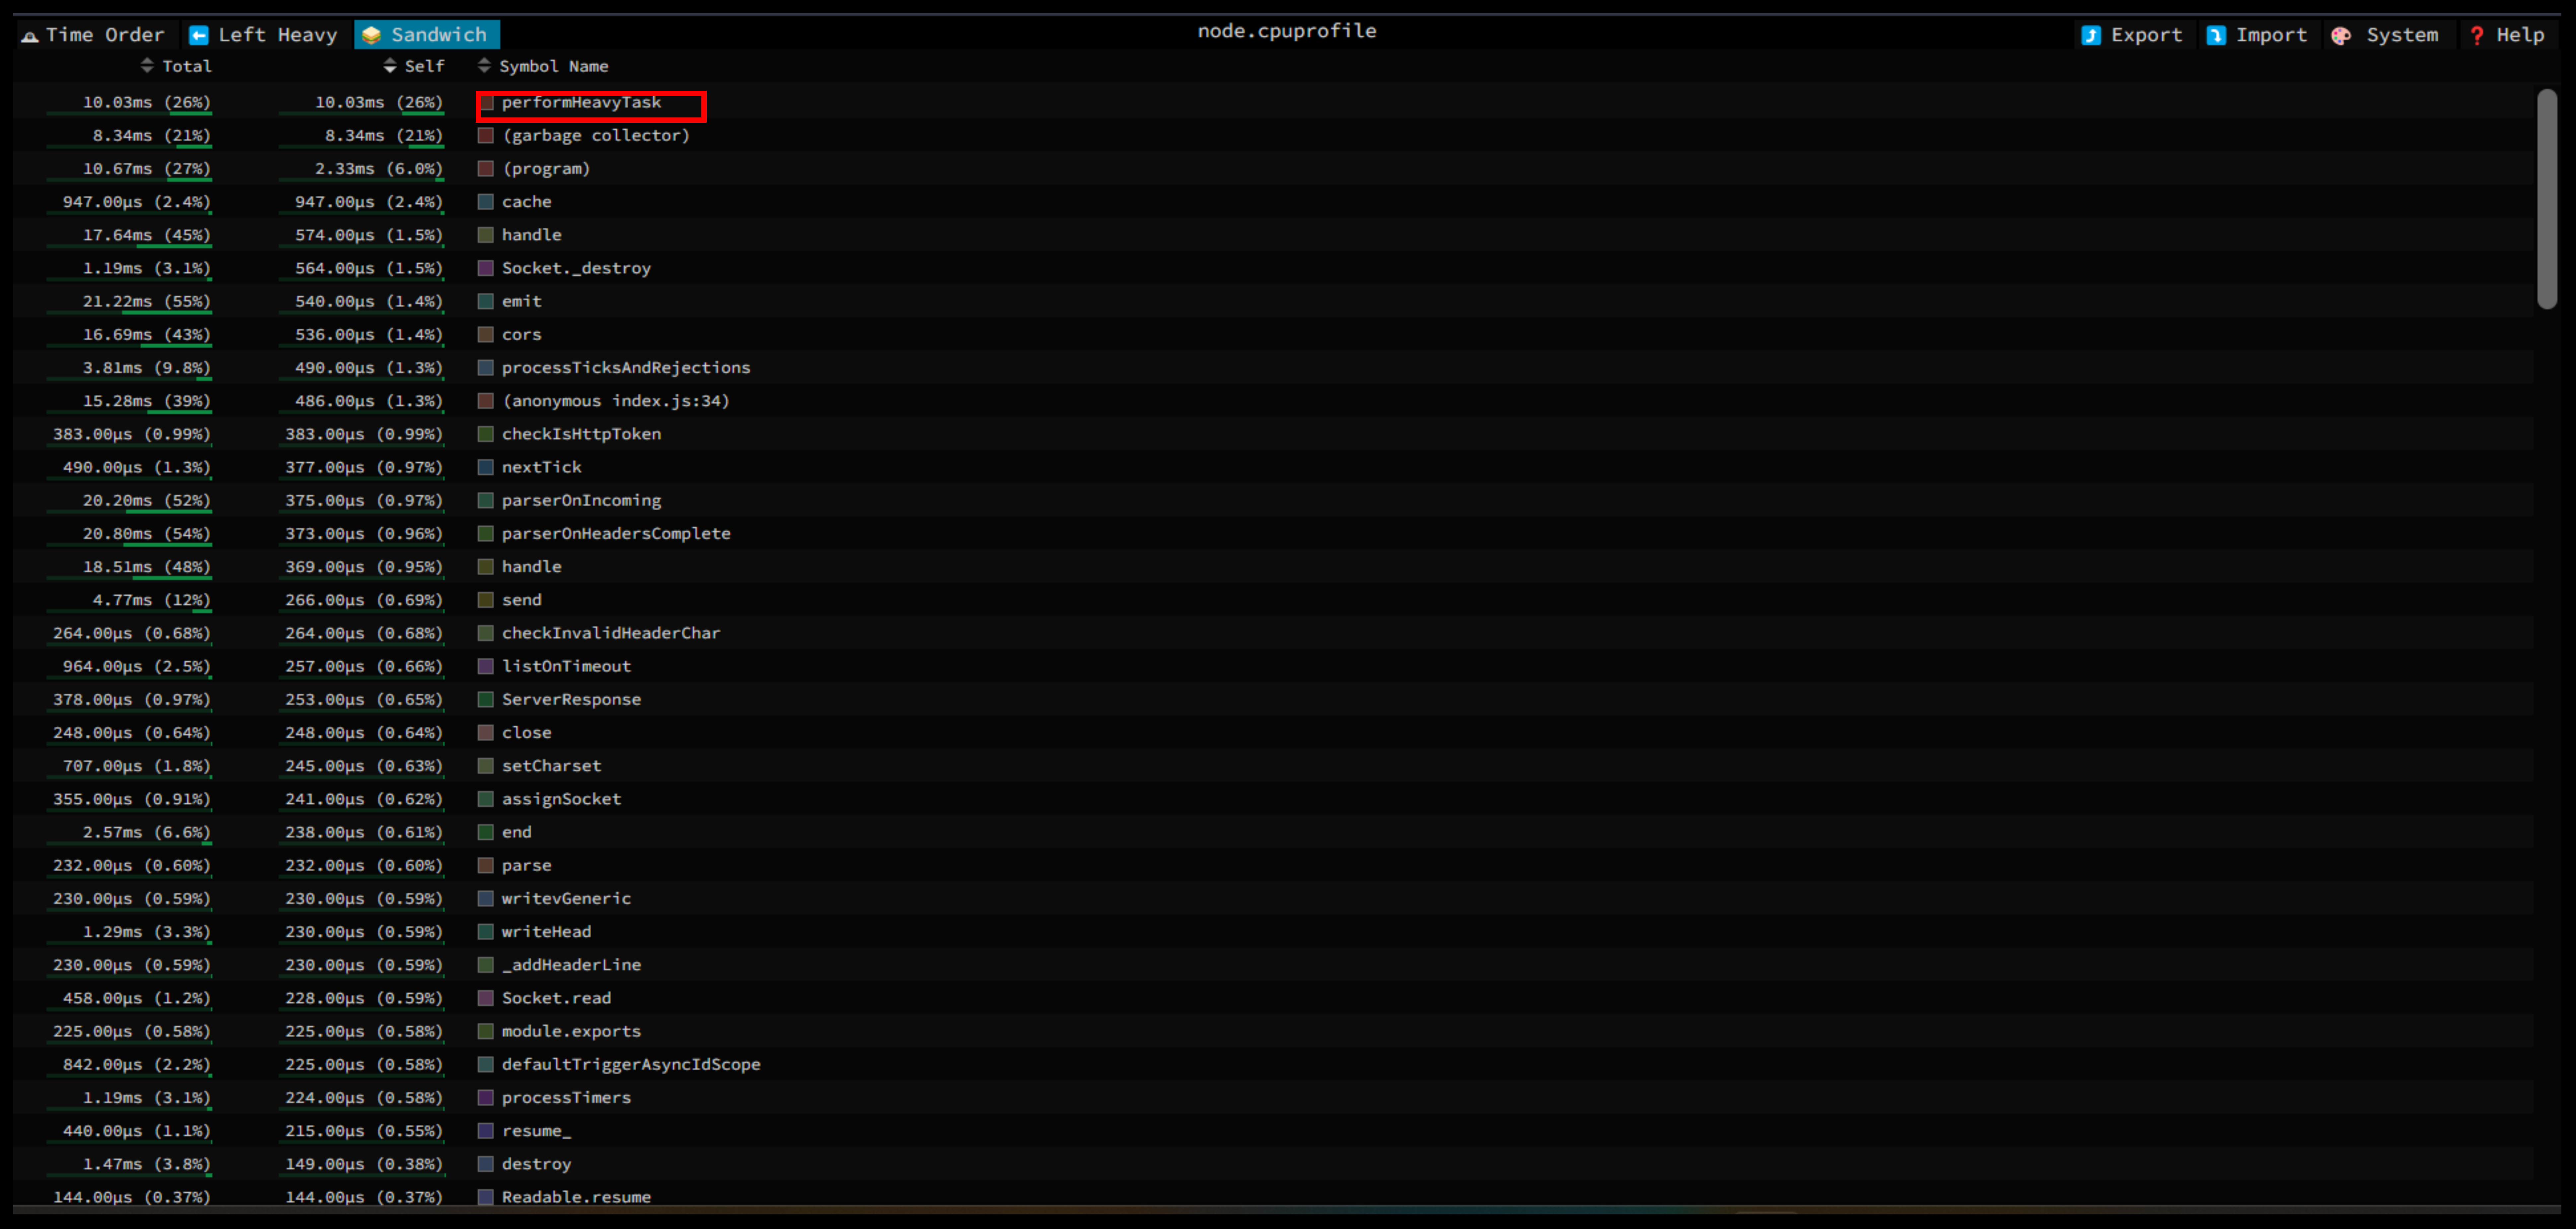 node.cpuprofile
Time Order Left Heavy Sandwich Export Import System Help
Total Self Symbol Name
10.03ms (26%) 10.03ms (26%) performHeavyTask
8.34ms (21%) 8.34ms (21%) (garbage collector)
10.67ms (27%) 2.33ms (6.0%) (program)
947.00μs (2.4%) 947.00μs (2.4%) cache
17.64ms (45%) 574.00μs (1.5%) handle
1.19ms (3.1%) 564.00μs (1.5%) Socket._destroy
21.22ms (55%) 540.00μs (1.4%) emit
16.69ms (43%) 536.00μs (1.4%) cors
3.81ms (9.8%) 490.00μs (1.3%) processTicksAndRejections
15.28ms (39%) 486.00μs (1.3%) (anonymous index.js:34)
383.00μs (0.99%) 383.00μs (0.99%) checkIsHttpToken
490.00μs (1.3%) 377.00μs (0.97%) nextTick
20.20ms (52%) 375.00μs (0.97%) parserOnIncoming
20.80ms (54%) 373.00μs (0.96%) parserOnHeadersComplete
18.51ms (48%) 369.00μs (0.95%) handle
4.77ms (12%) 266.00μs (0.69%) send
264.00μs (0.68%) 264.00μs (0.68%) checkInvalidHeaderChar
964.00μs (2.5%) 257.00μs (0.66%) listOnTimeout
378.00μs (0.97%) 253.00μs (0.65%) ServerResponse
248.00μs (0.64%) 248.00μs (0.64%) close
707.00μs (1.8%) 245.00μs (0.63%) setCharset
355.00μs (0.91%) 241.00μs (0.62%) assignSocket
2.57ms (6.6%) 238.00μs (0.61%) end
232.00μs (0.60%) 232.00μs (0.60%) parse
230.00μs (0.59%) 230.00μs (0.59%) writevGeneric
1.29ms (3.3%) 230.00μs (0.59%) writeHead
230.00μs (0.59%) 230.00μs (0.59%) _addHeaderLine
458.00μs (1.2%) 228.00μs (0.59%) Socket.read
225.00μs (0.58%) 225.00μs (0.58%) module.exports
842.00μs (2.2%) 225.00μs (0.58%) defaultTriggerAsyncIdScope
1.19ms (3.1%) 224.00μs (0.58%) processTimers
440.00μs (1.1%) 215.00μs (0.55%) resume_
1.47ms (3.8%) 149.00μs (0.38%) destroy
144.00μs (0.37%) 144.00μs (0.37%) Readable.resume